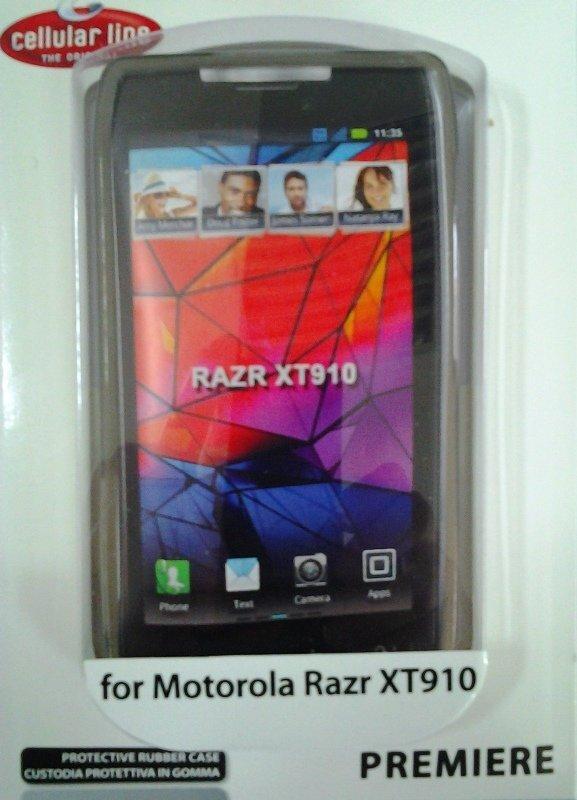 cellular line
THE
11:35
RAZR XT910
Phone
Text
Camera
Apps
for Motorola Razr XT910
PROTECTIVE RUBBER CASE
CUSTODIA PROTETTIVA IN GOMMA
PREMIERE